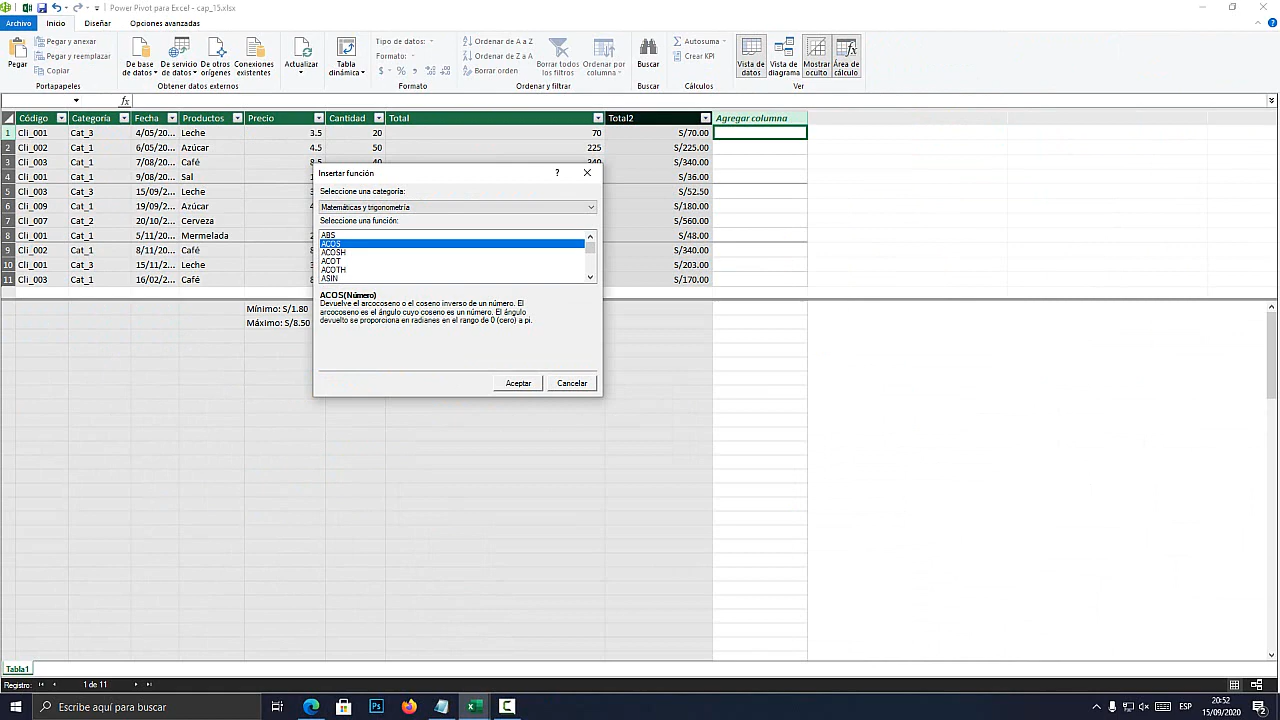 Power Pivot para Excel - cap_15.xlsx
Archivo Inicio Diseñar Opciones avanzadas
Pegar
Pegar y anexar
Pegar y reemplazar
Copiar
Portapapeles
De base de datos
De servicio de datos
De otros orígenes
Conexiones existentes
Obtener datos externos
Actualizar
Tabla dinámica
Tipo de datos:
Formato:
$ % ,
Formato
Ordenar de A a Z
Ordenar de Z a A
Borrar orden
Borrar todos los filtros
Ordenar por columna
Ordenar y filtrar
Buscar
Buscar
Autosuma
Crear KPI
Cálculos
Vista de datos
Vista de diagrama
Mostrar oculto
Área de cálculo
Ver
fx
Código Categoría Fecha Productos Precio Cantidad Total Total2 Agregar columna
1 Cli_001 Cat_3 4/05/20... Leche 3.5 20 70 S/70.00
2 Cli_002 Cat_1 6/05/20... Azúcar 4.5 50 225 S/225.00
3 Cli_002 Cat_1 7/08/20... Café S/340.00
4 Cli_001 Cat_1 9/08/20... Sal S/36.00
5 Cli_003 Cat_3 15/09/2... Leche S/52.50
6 Cli_009 Cat_1 19/09/2... Azúcar S/180.00
7 Cli_007 Cat_2 20/10/2... Cerveza S/560.00
8 Cli_001 Cat_1 5/11/20... Mermelada S/48.00
9 Cli_002 Cat_1 8/11/20... Café S/340.00
10 Cli_001 Cat_3 15/11/2... Leche S/203.00
11 Cli_003 Cat_3 16/02/2... Café S/170.00
Mínimo: S/1.80
Máximo: S/8.50
Insertar función ?
Seleccione una categoría:
Matemáticas y trigonometría
Seleccione una función:
ABS
ACOS
ACOSH
ACOT
ACOTH
ASIN
ACOS(Número)
Devuelve el arcocoseno o el coseno inverso de un número. El
arcocoseno es el ángulo cuyo coseno es un número. El ángulo
devuelto se proporciona en radianes en el rango de 0 (cero) a pi.
Aceptar Cancelar
Tabla1
Registro: 1 de 11
Escribe aquí para buscar
ESP
20:52
15/09/2020